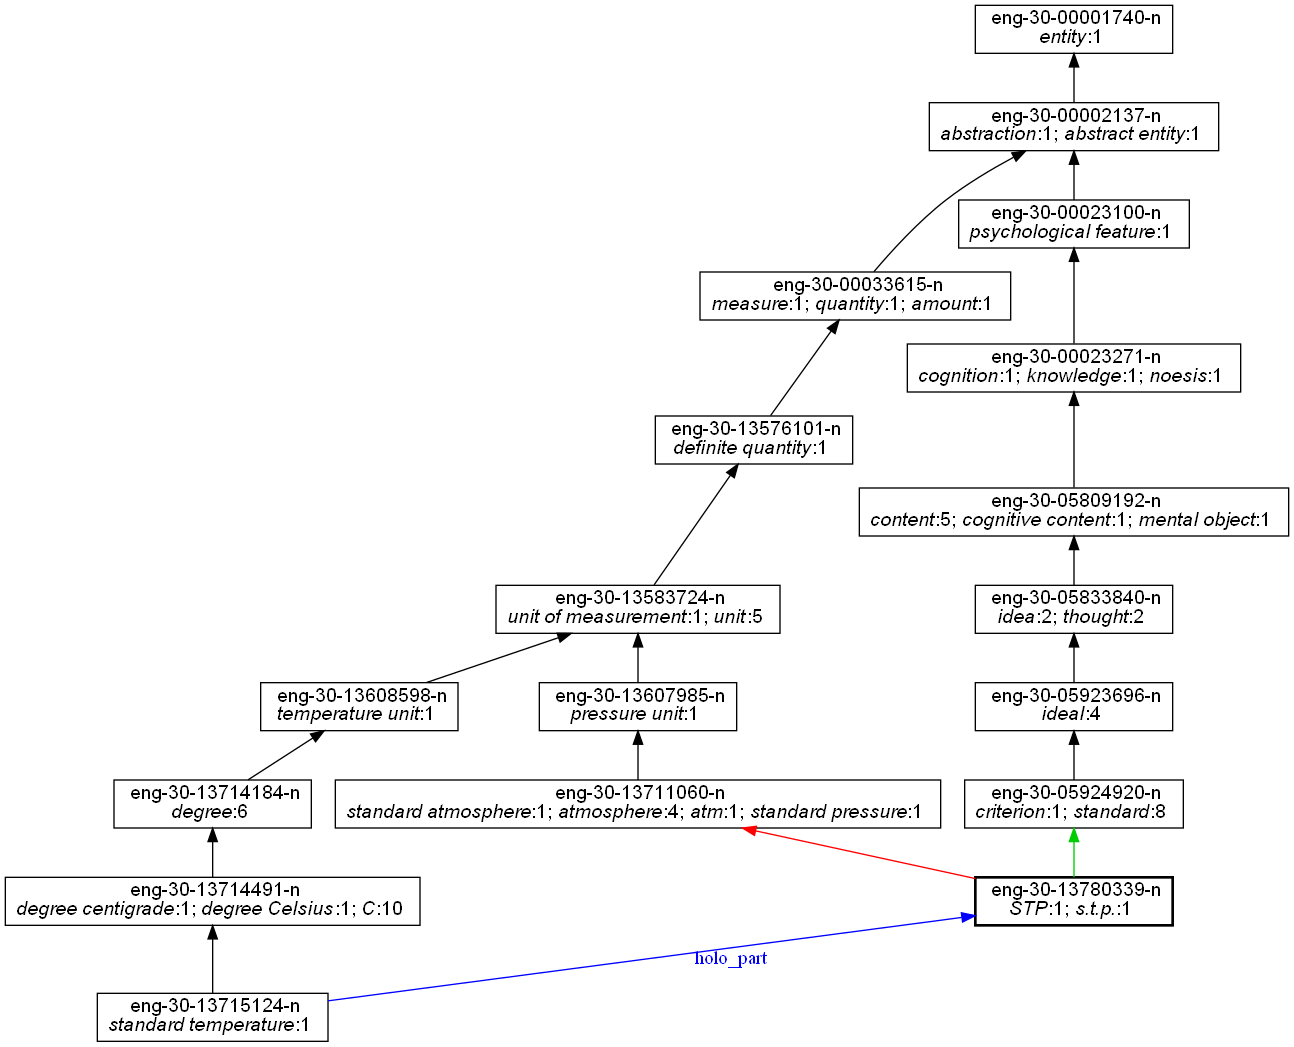 eng-30-00001740-n
entity:1
eng-30-00002137-n
abstraction:1; abstract entity:1
eng-30-00023100-n
psychological feature:1
eng-30-00033615-n
measure:1; quantity:1; amount:1
eng-30-00023271-n
cognition:1; knowledge:1; noesis:1
eng-30-13576101-n
definite quantity:1
eng-30-05809192-n
content:5; cognitive content:1; mental object:1
eng-30-13583724-n
unit of measurement:1; unit:5
eng-30-05833840-n
idea:2; thought:2
eng-30-13608598-n
temperature unit:1
eng-30-13607985-n
pressure unit:1
eng-30-05923696-n
ideal:4
eng-30-13714184-n
degree:6
eng-30-13711060-n
standard atmosphere:1; atmosphere:4; atm:1; standard pressure:1
eng-30-05924920-n
criterion:1; standard:8
eng-30-13714491-n
degree centigrade:1; degree Celsius:1; C:10
eng-30-13780339-n
STP:1; s.t.p.:1
holo_part
eng-30-13715124-n
standard temperature:1